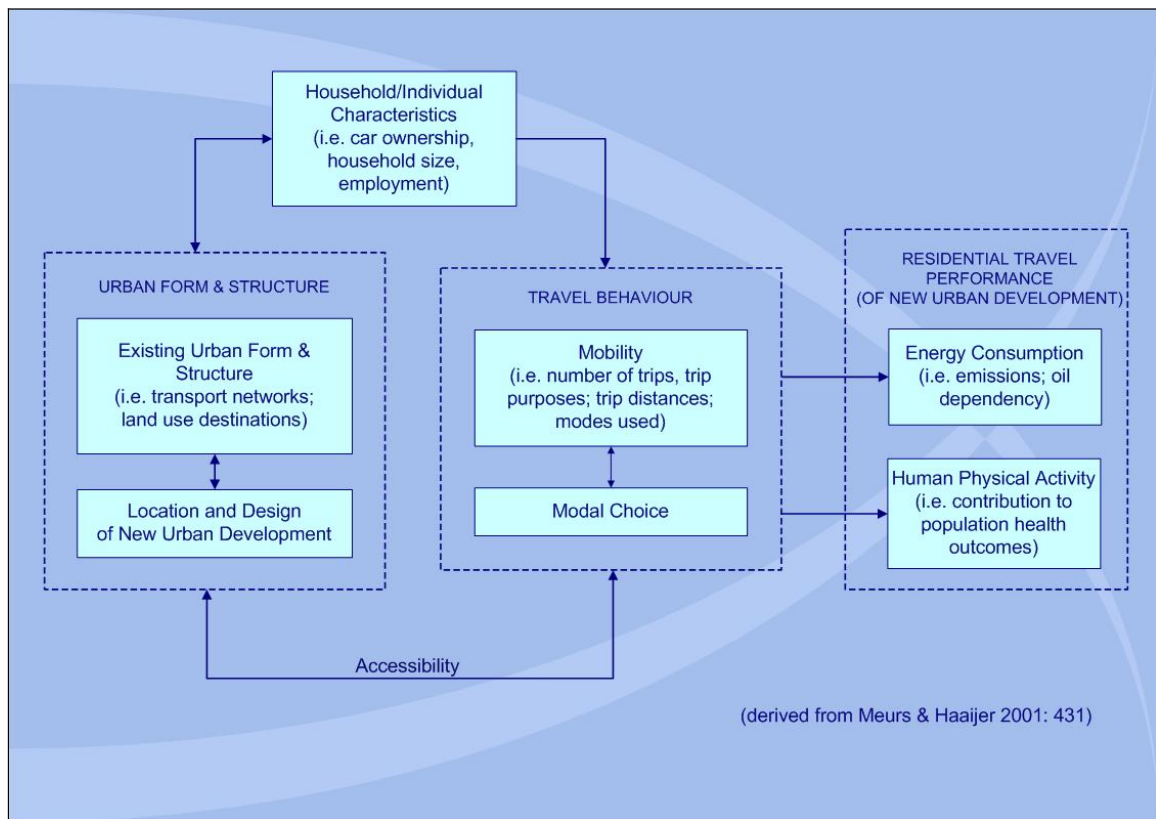 Household/Individual
Characteristics
(i.e. car ownership,
household size,
employment)
URBAN FORM & STRUCTURE
Existing Urban Form &
Structure
(i.e. transport networks;
land use destinations)
Location and Design
of New Urban Development
TRAVEL BEHAVIOUR
Mobility
(i.e. number of trips, trip
purposes; trip distances;
modes used)
Modal Choice
RESIDENTIAL TRAVEL
PERFORMANCE
(OF NEW URBAN DEVELOPMENT)
Energy Consumption
(i.e. emissions; oil
dependency)
Human Physical Activity
(i.e. contribution to
population health
outcomes)
Accessibility
(derived from Meurs & Haaijer 2001: 431)